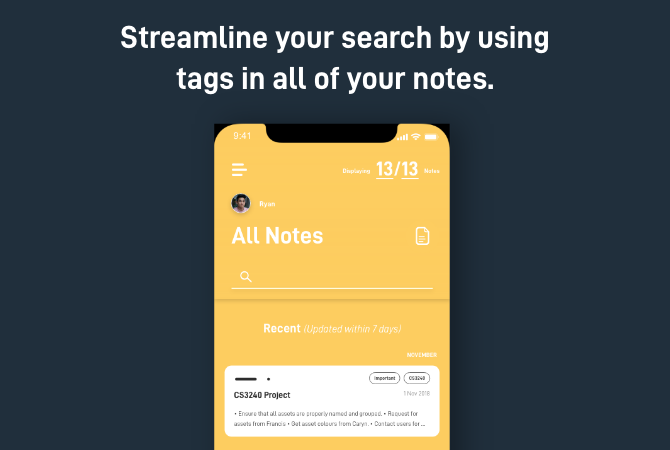 Streamline your search by using
tags in all of your notes.
9:41
Displaying 13/13 Notes
Ryan
All Notes
Recent (Updated within 7 days)
NOVEMBER
Important CS3240
CS3240 Project
1 Nov 2018
• Ensure that all assets are properly named and grouped. • Request for
assets from Francis • Get asset colours from Caryn. • Contact users for ...